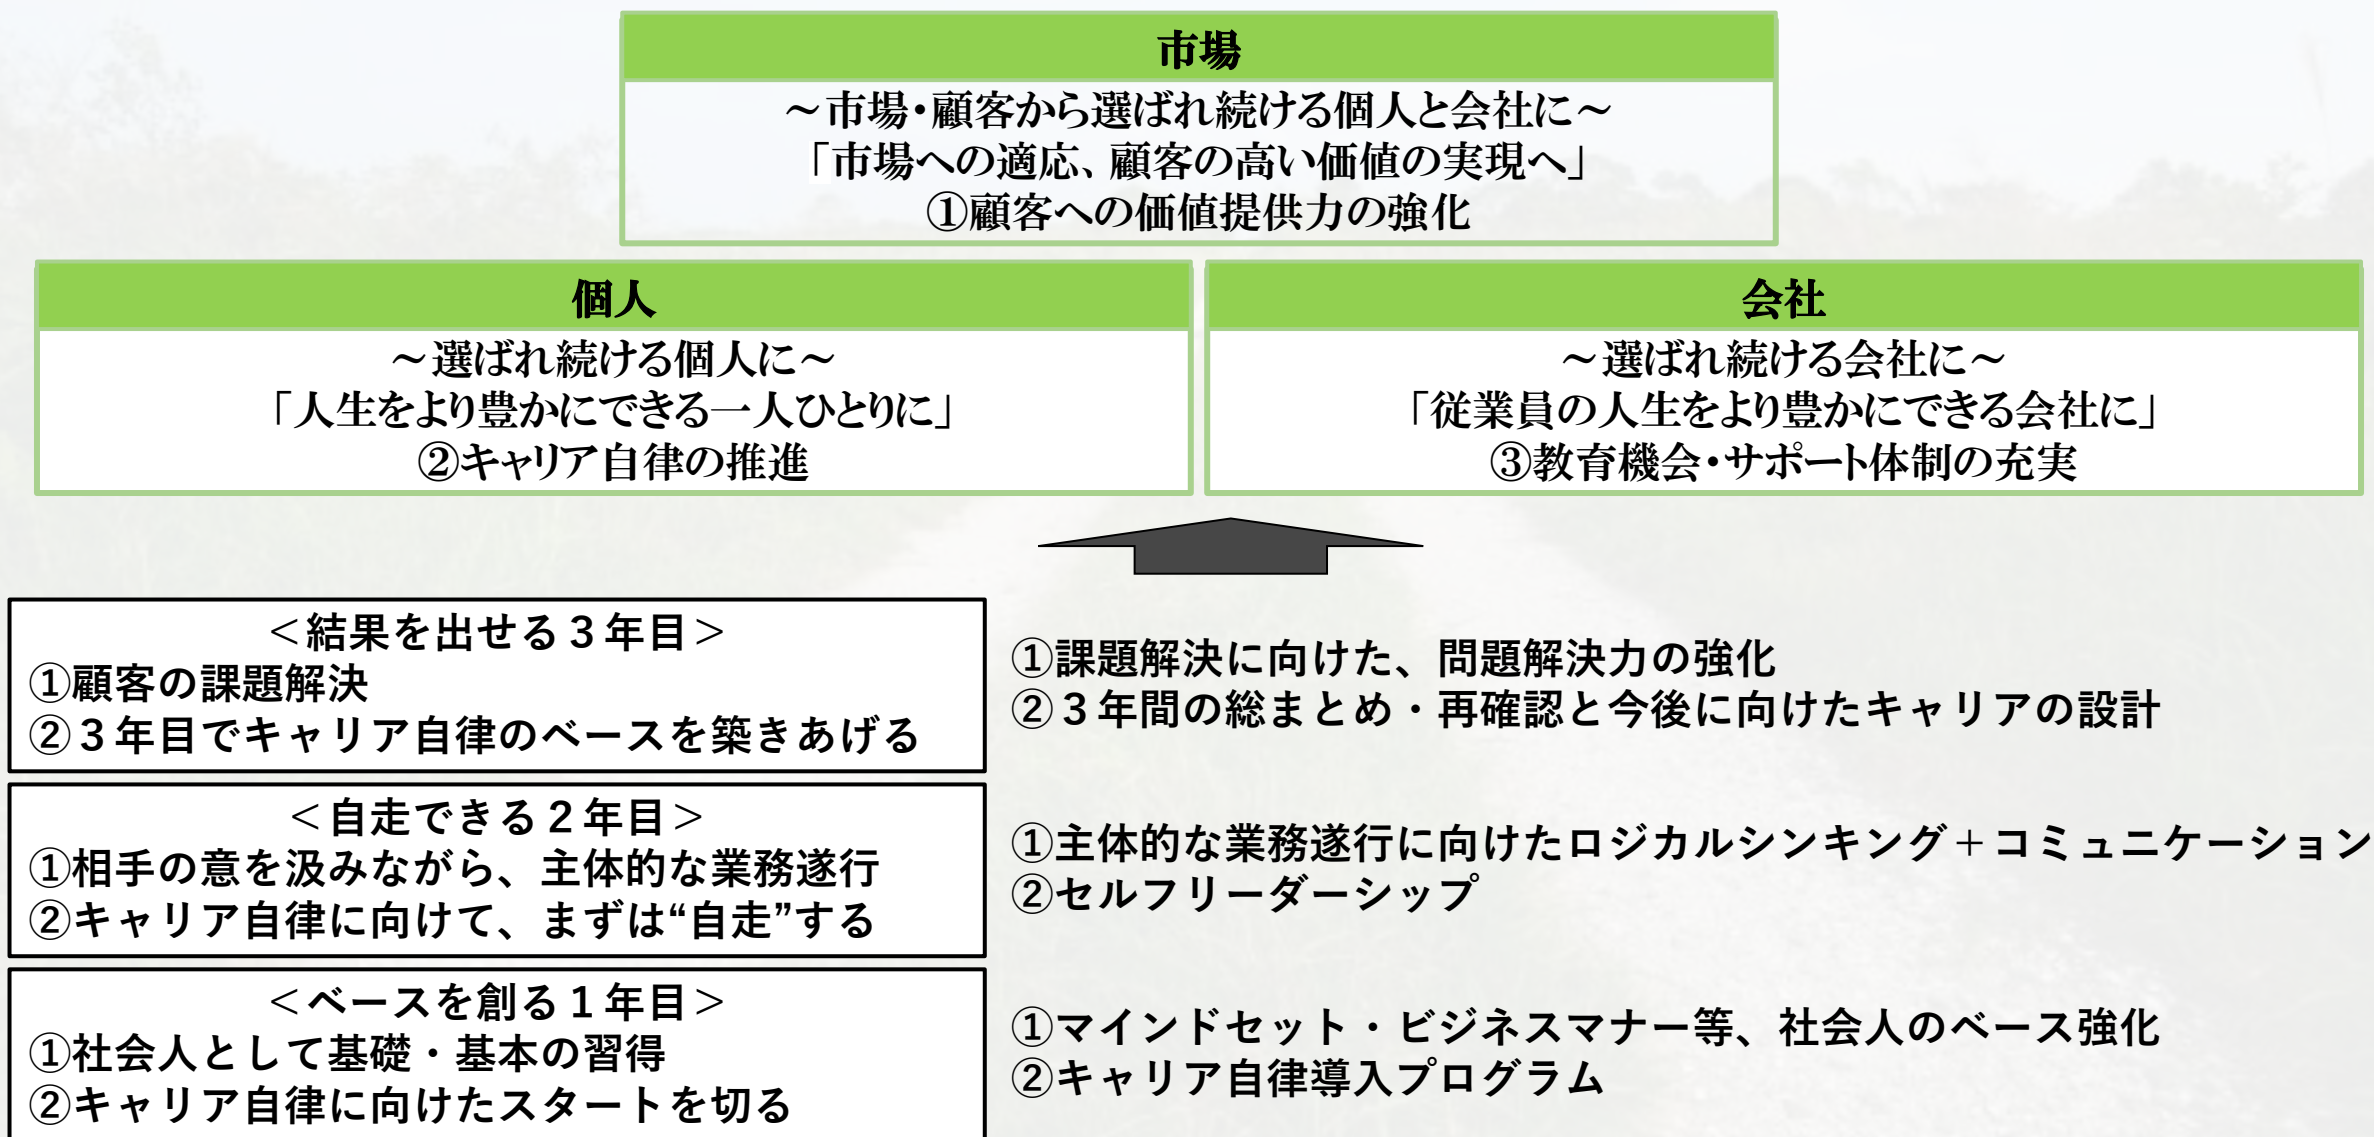 市場
～市場・顧客から選ばれ続ける個人と会社に～
「市場への適応、顧客の高い価値の実現へ」
①顧客への価値提供力の強化
個人
～選ばれ続ける個人に～
「人生をより豊かにできる一人ひとりに」
②キャリア自律の推進
会社
～選ばれ続ける会社に～
「従業員の人生をより豊かにできる会社に」
③教育機会・サポート体制の充実
＜結果を出せる３年目＞
①顧客の課題解決
②３年目でキャリア自律のベースを築きあげる
①課題解決に向けた、問題解決力の強化
②３年間の総まとめ・再確認と今後に向けたキャリアの設計
＜自走できる２年目＞
①相手の意を汲みながら、主体的な業務遂行
②キャリア自律に向けて、まずは“自走”する
①主体的な業務遂行に向けたロジカルシンキング＋コミュニケーション
②セルフリーダーシップ
＜ベースを創る１年目＞
①社会人として基礎・基本の習得
②キャリア自律に向けたスタートを切る
①マインドセット・ビジネスマナー等、社会人のベース強化
②キャリア自律導入プログラム